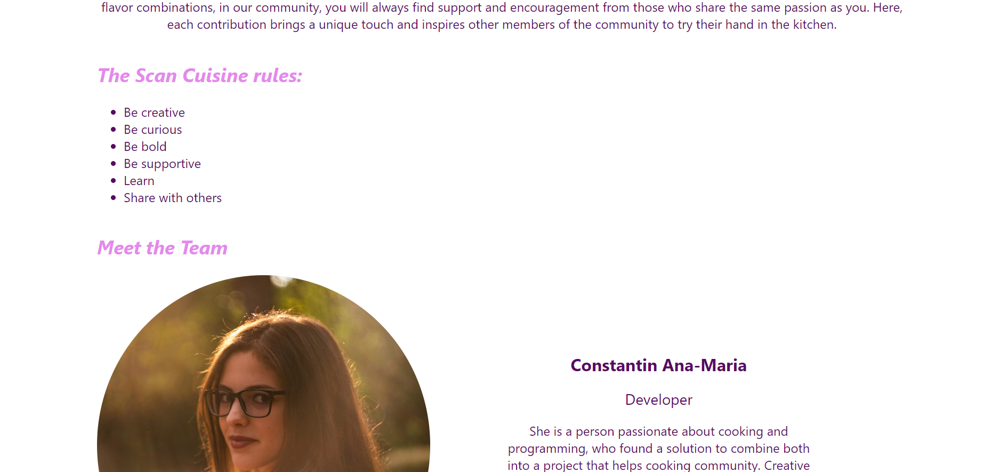 flavor combinations, in our community, you will always find support and encouragement from those who share the same passion as you. Here,
each contribution brings a unique touch and inspires other members of the community to try their hand in the kitchen.
The Scan Cuisine rules:
Be creative
Be curious
Be bold
Be supportive
Learn
Share with others
Meet the Team
Constantin Ana-Maria
Developer
She is a person passionate about cooking and
programming, who found a solution to combine both
into a project that helps cooking community. Creative